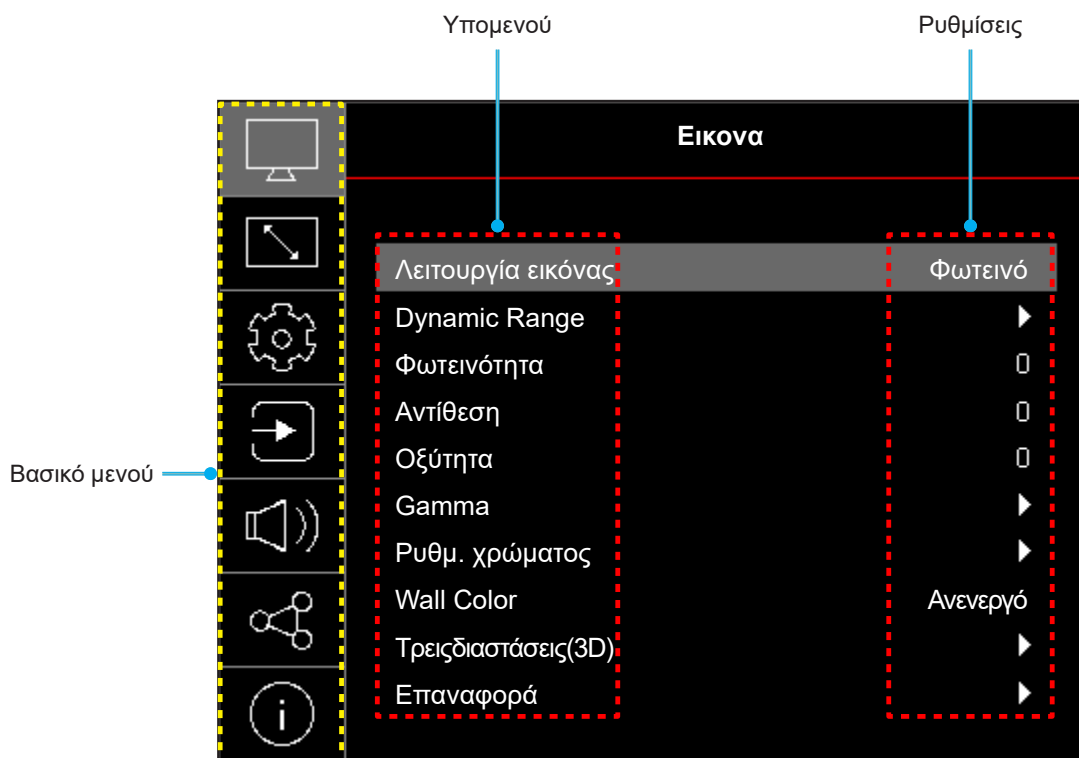 Υπομενού Ρυθμίσεις
Εικονα
Λειτουργία εικόνας Φωτεινό
Dynamic Range
Φωτεινότητα 0
Αντίθεση 0
Οξύτητα 0
Βασικό μενού
Gamma
Ρυθμ. χρώματος
Wall Color Ανενεργό
Τρειςδιαστάσεις(3D)
Επαναφορά
i